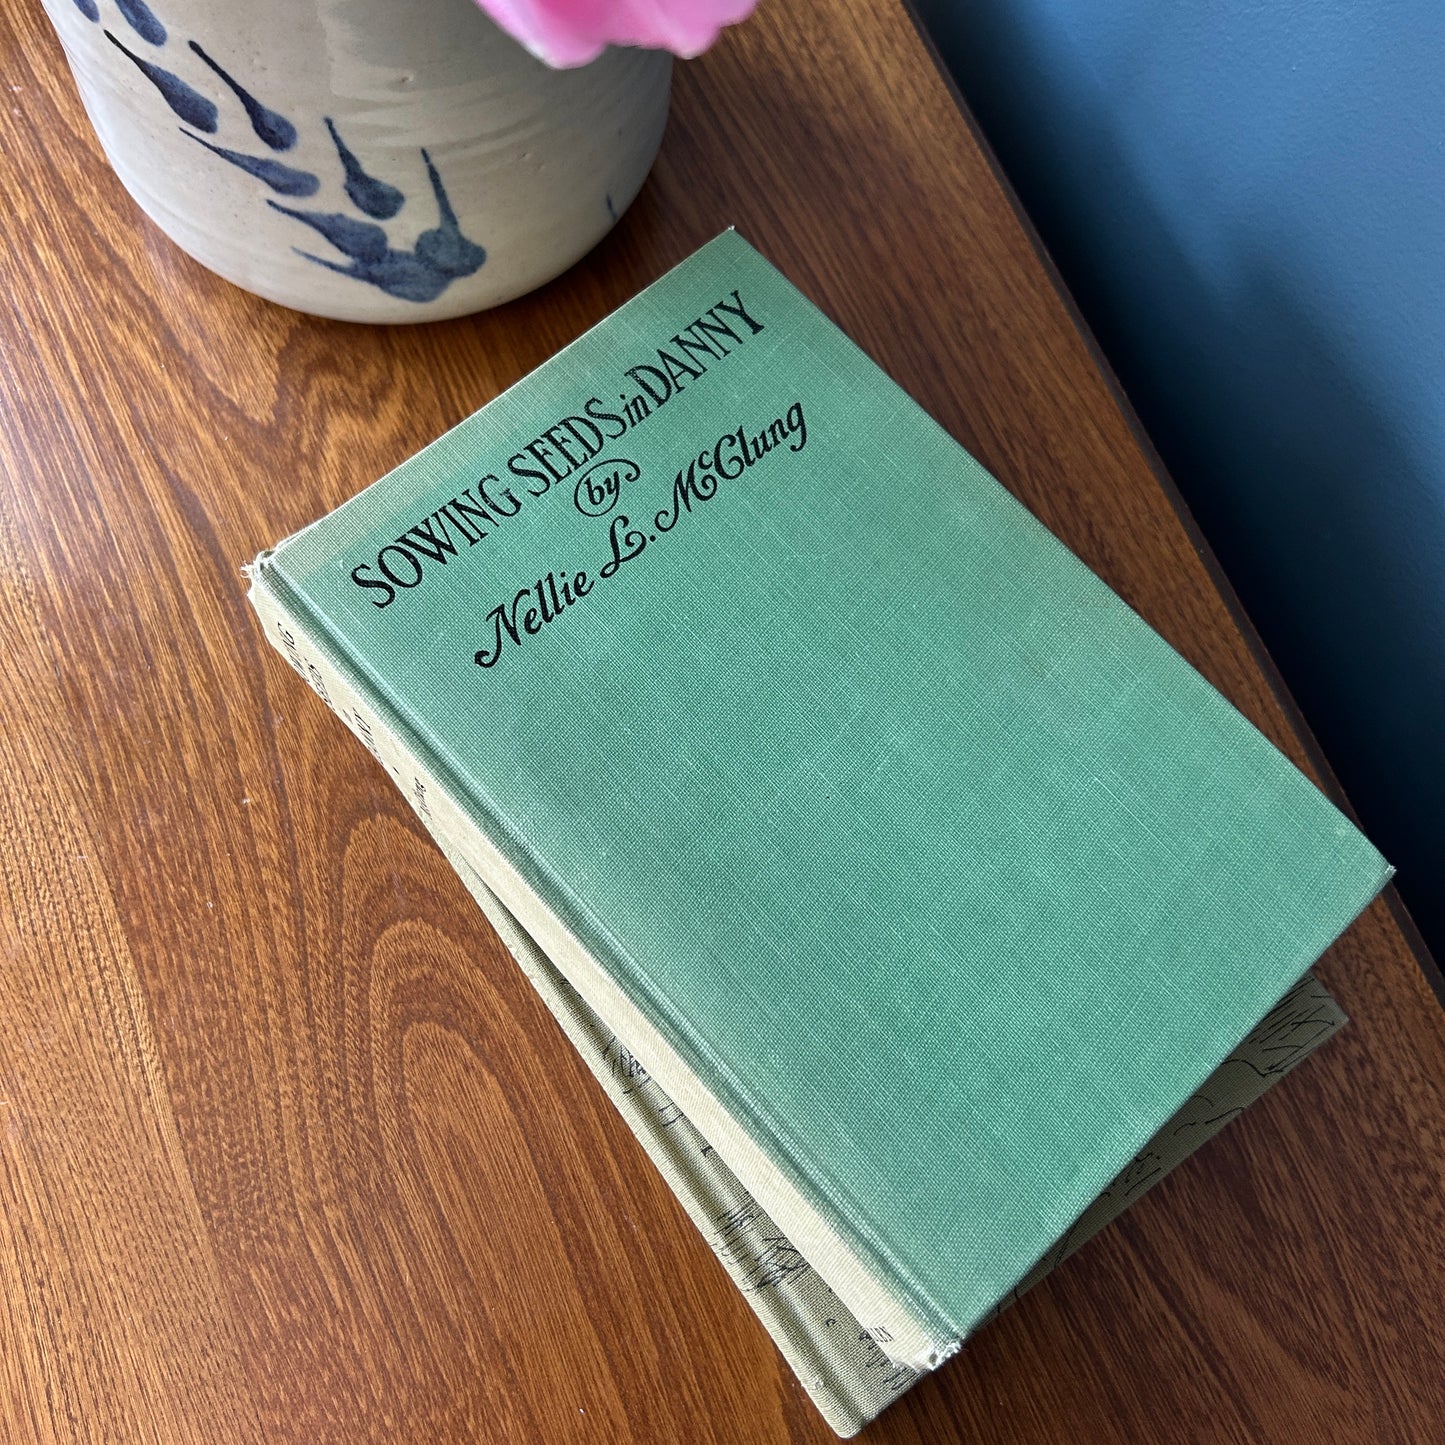 SOWING SEEDS in DANNY
by
Nellie L. McClung